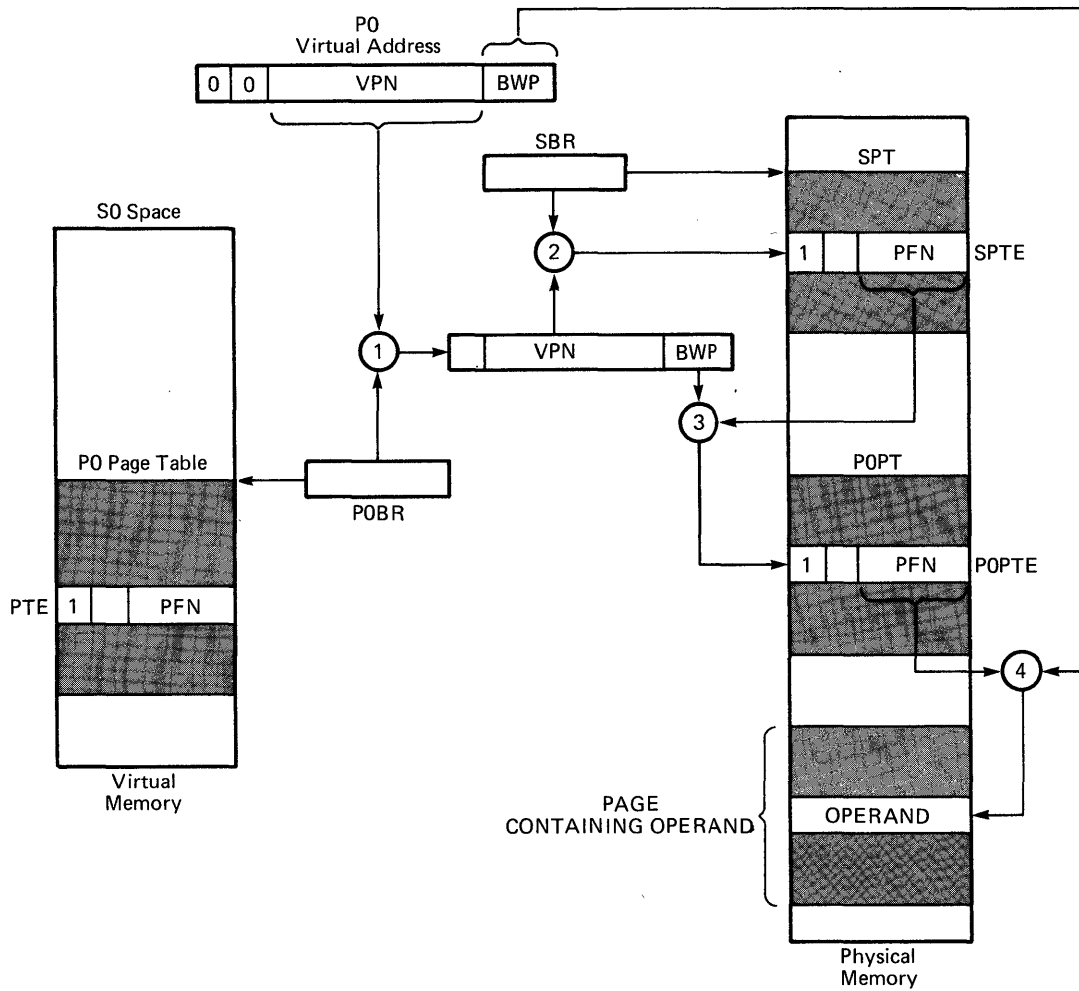 P0
Virtual Address
0 0 VPN BWP
SBR
SPT
S0 Space
2
1 PFN SPTE
1
VPN BWP
3
P0 Page Table
P0PT
P0BR
1 PFN P0PTE
PTE 1 PFN
4
Virtual
Memory
PAGE
CONTAINING OPERAND
OPERAND
Physical
Memory